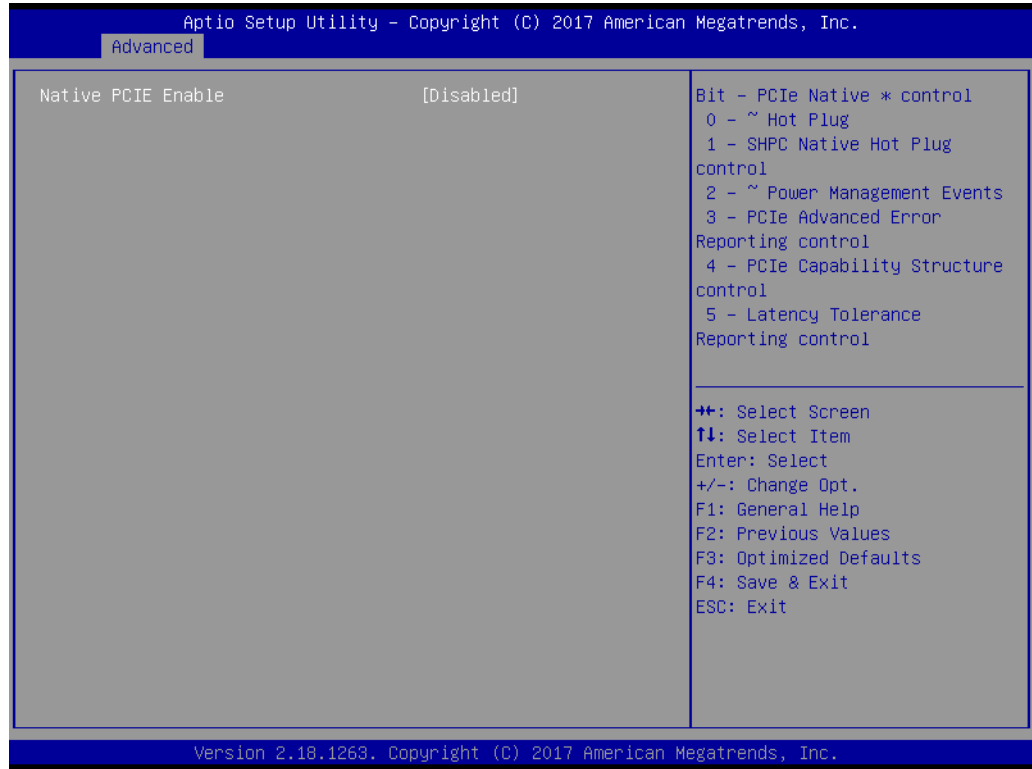 Aptio Setup Utility – Copyright (C) 2017 American Megatrends, Inc.
Advanced
Native PCIE Enable [Disabled]
Bit – PCIe Native * control
0 – ~ Hot Plug
1 – SHPC Native Hot Plug
control
2 – ~ Power Management Events
3 – PCIe Advanced Error
Reporting control
4 – PCIe Capability Structure
control
5 – Latency Tolerance
Reporting control
→←: Select Screen
↑↓: Select Item
Enter: Select
+/-: Change Opt.
F1: General Help
F2: Previous Values
F3: Optimized Defaults
F4: Save & Exit
ESC: Exit
Version 2.18.1263. Copyright (C) 2017 American Megatrends, Inc.